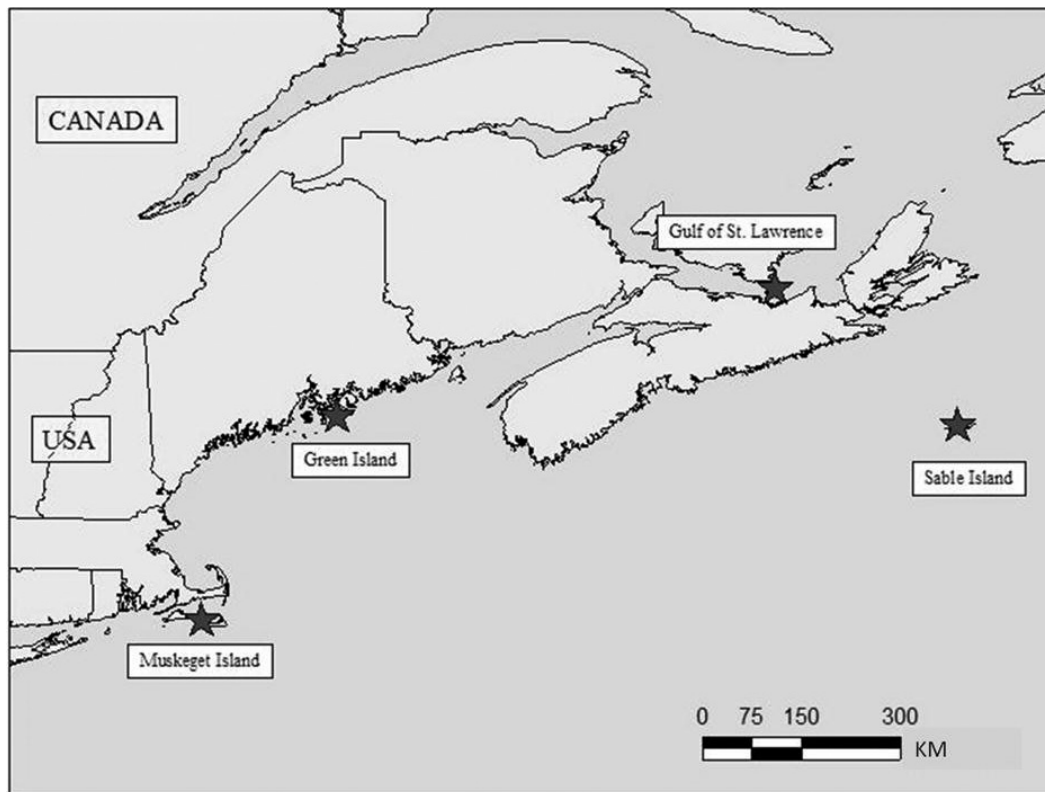 CANADA
Gulf of St. Lawrence
USA
Green Island
Sable Island
Muskeget Island
0 75 150 300
KM